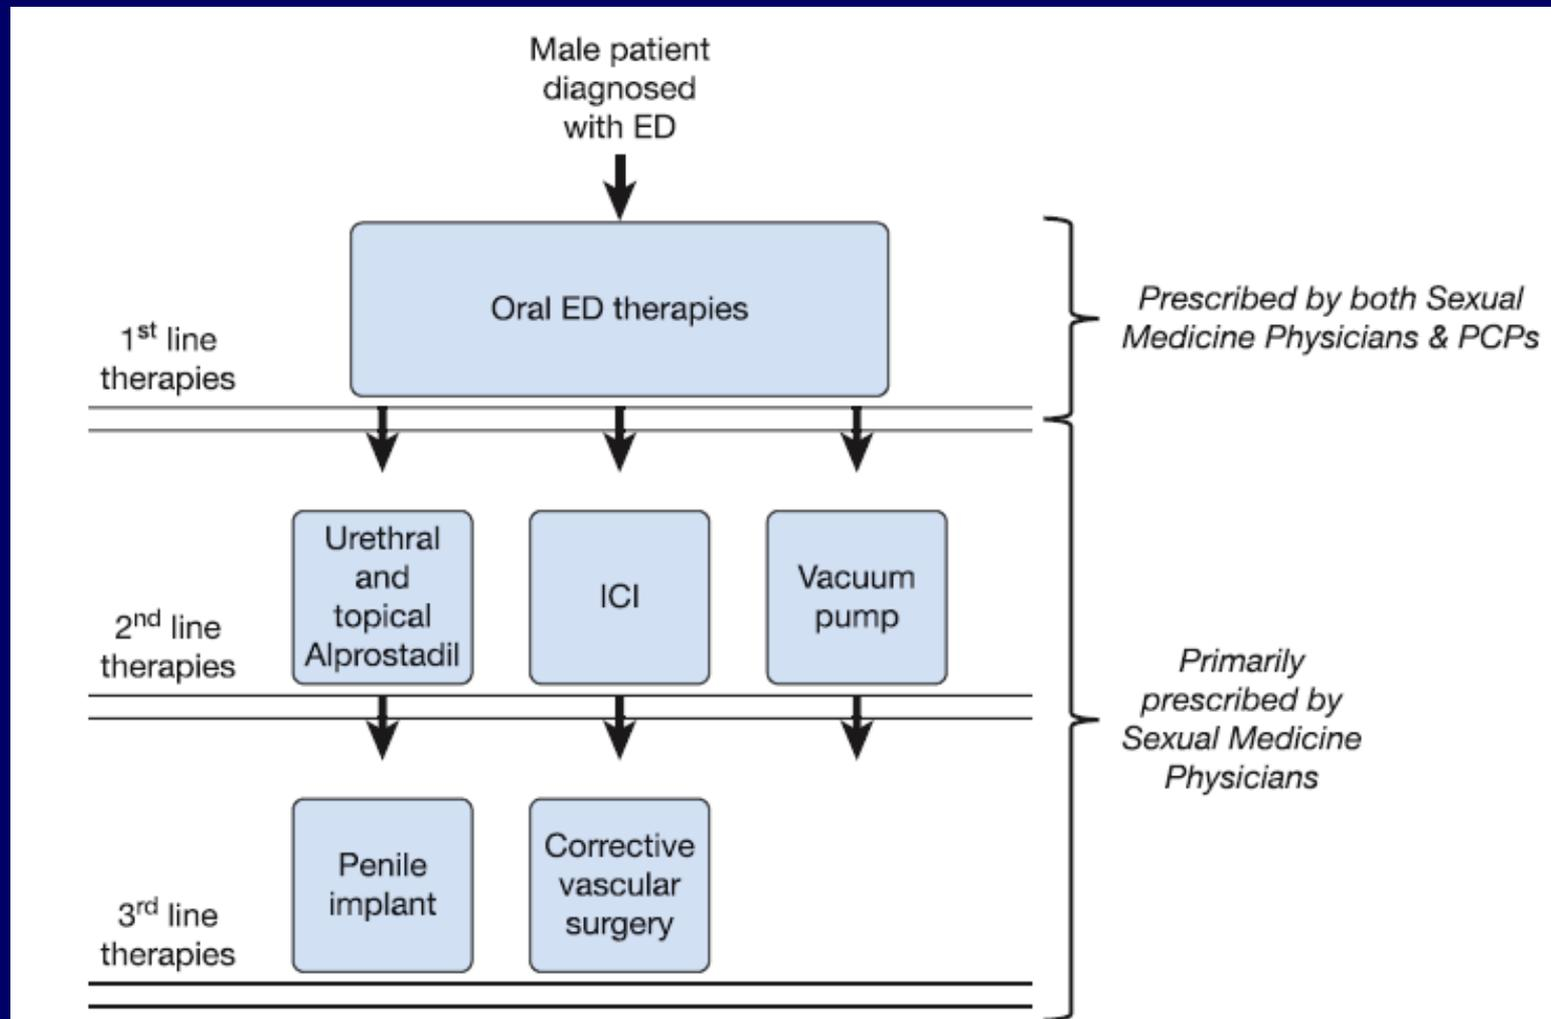 Male patient
diagnosed
with ED
Oral ED therapies
1st line
therapies
Prescribed by both Sexual
Medicine Physicians & PCPs
Urethral
and
topical
Alprostadil
ICI
Vacuum
pump
2nd line
therapies
Primarily
prescribed by
Sexual Medicine
Physicians
Penile
implant
Corrective
vascular
surgery
3rd line
therapies